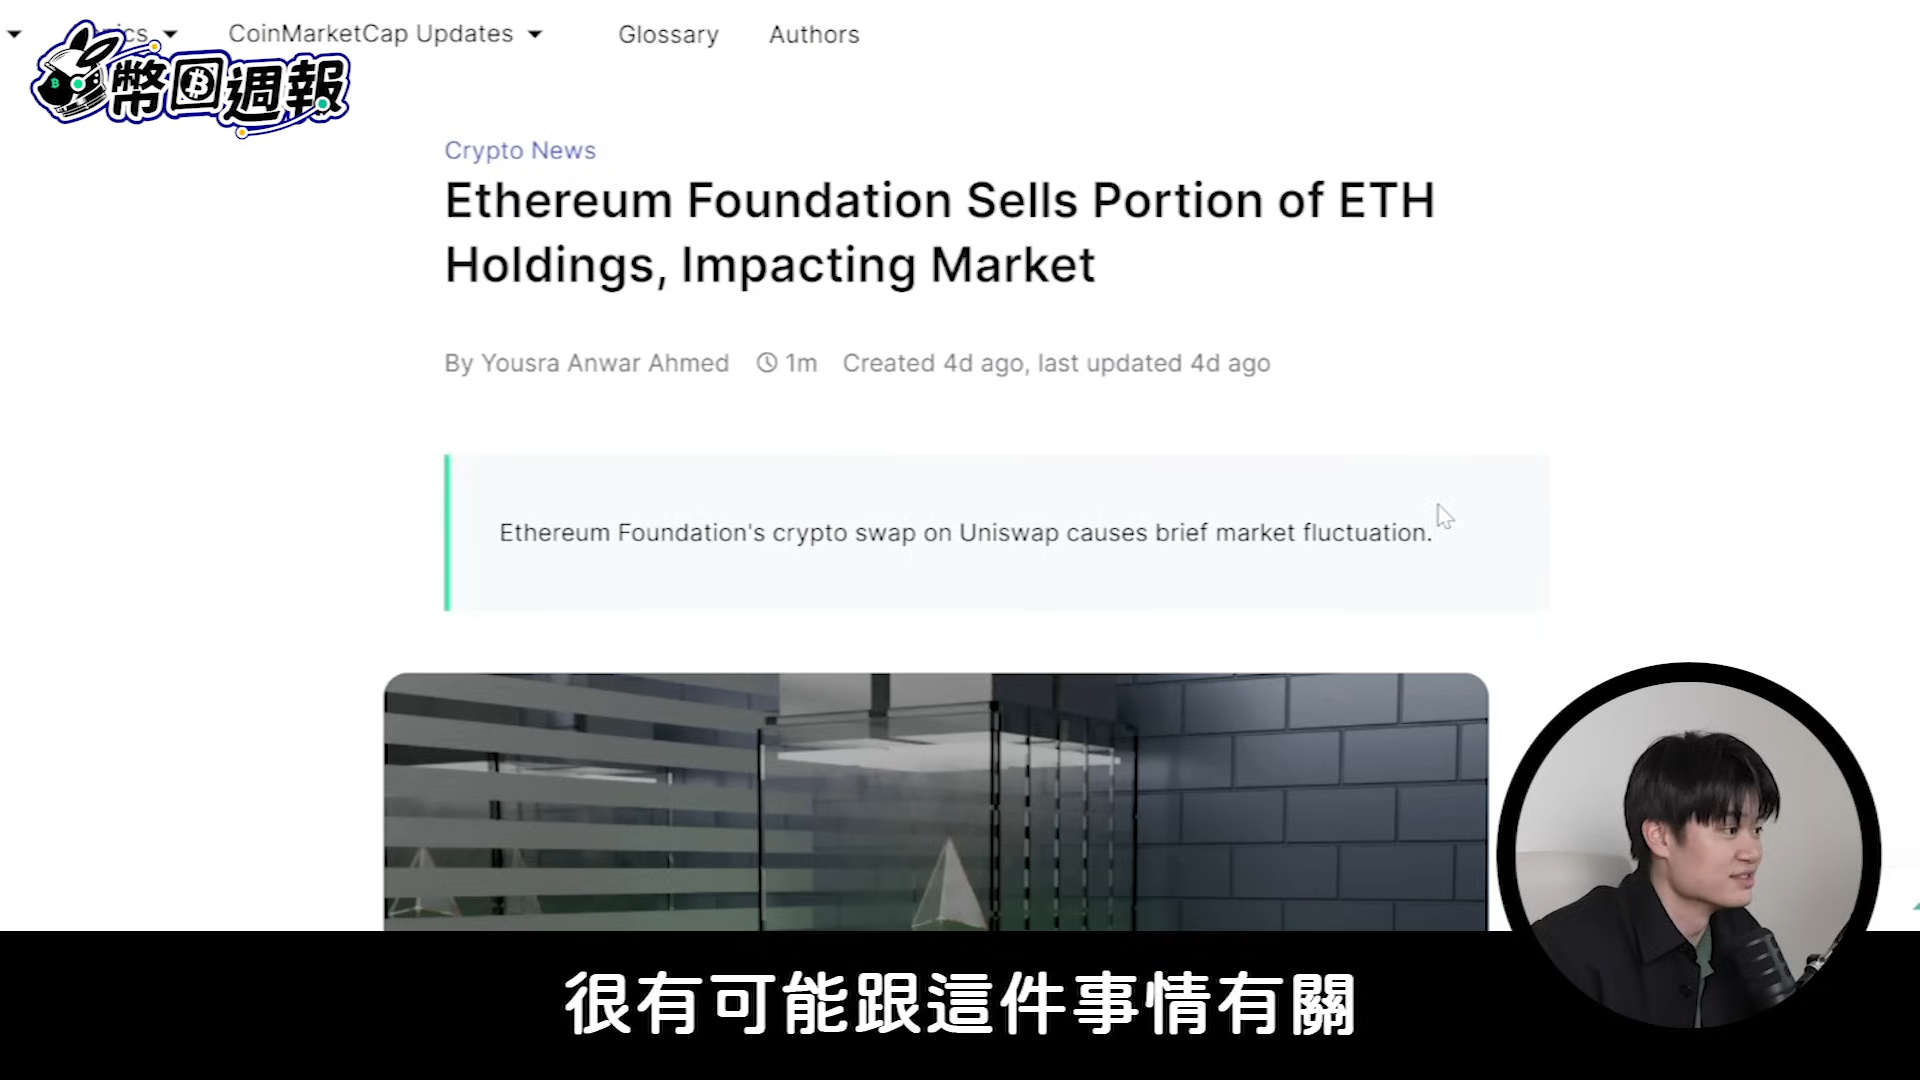 CoinMarketCap Updates
Glossary
Authors
幣回週報
Crypto News
Ethereum Foundation Sells Portion of ETH
Holdings, Impacting Market
By Yousra Anwar Ahmed 1m Created 4d ago, last updated 4d ago
Ethereum Foundation's crypto swap on Uniswap causes brief market fluctuation.
很有可能跟這件事情有關